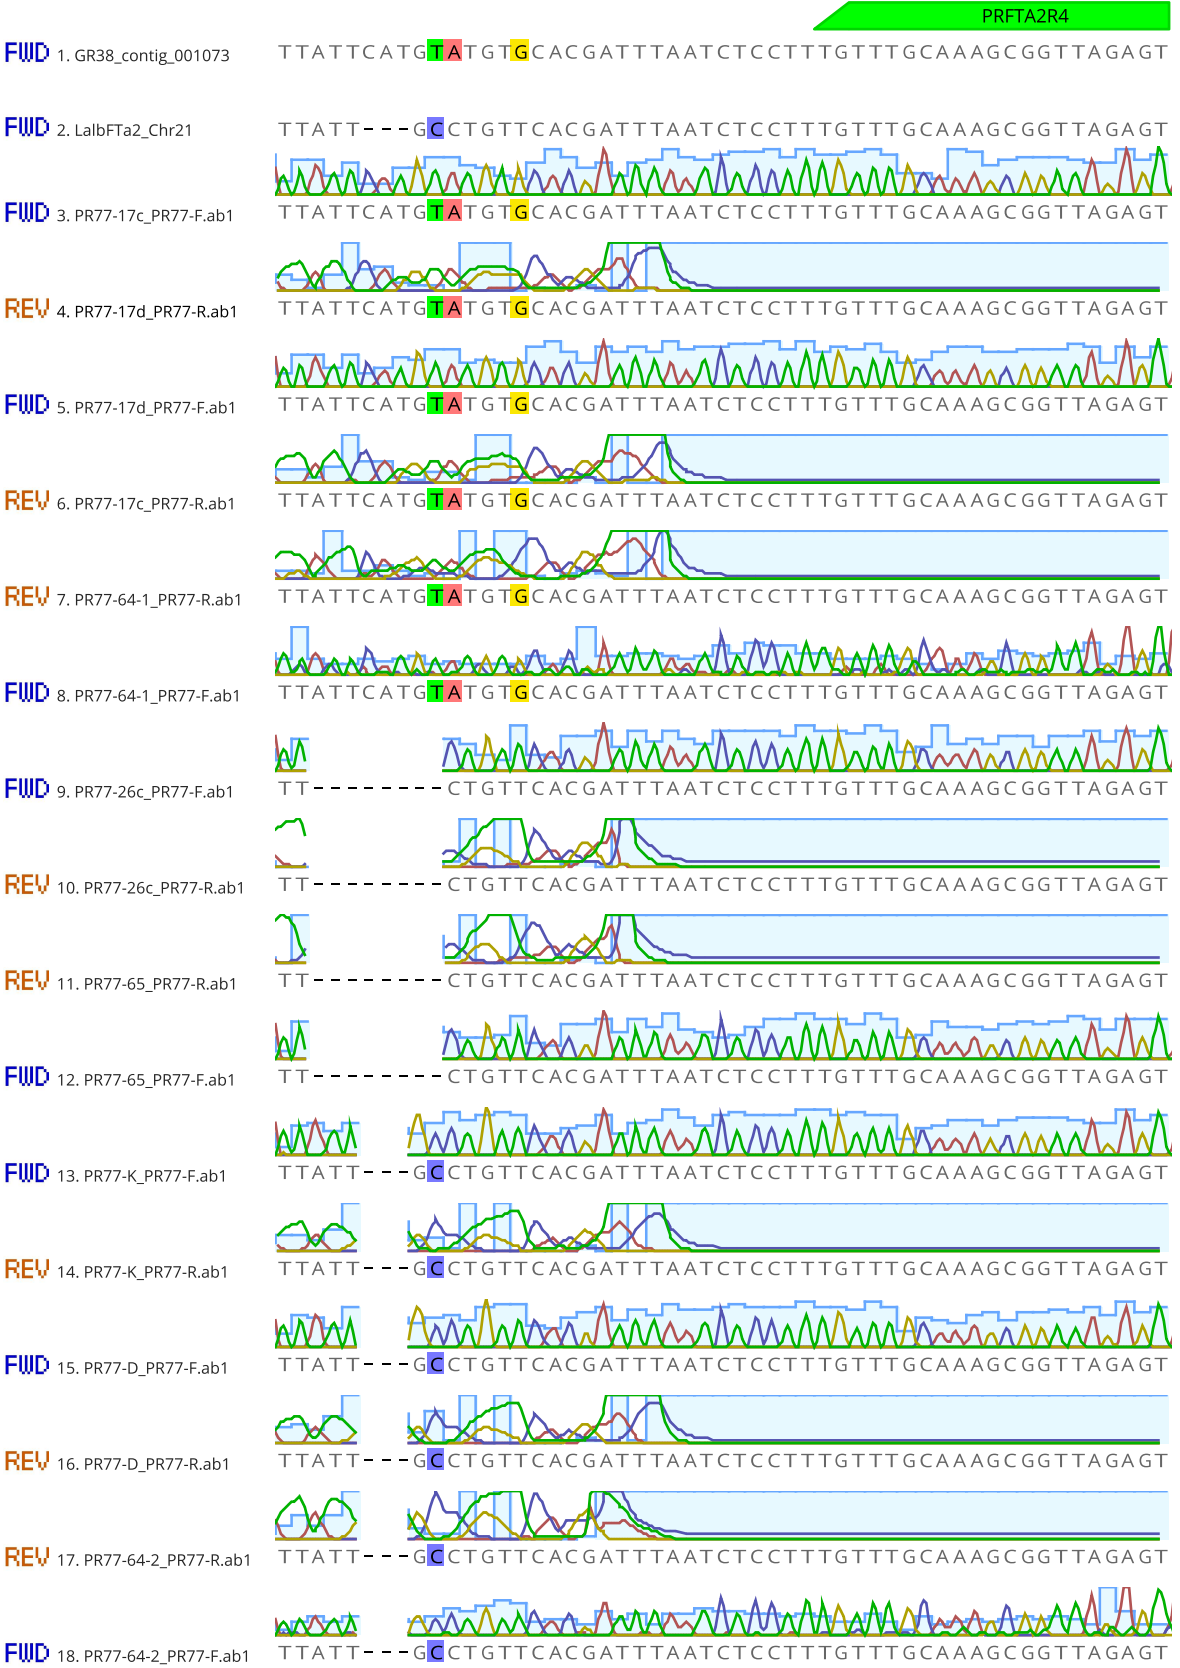 PRFTA2R4
FWD 1. GR38_contig_001073 TTATTCATGTATGTGCACGATTTAATCTCCTTTGTTTGCAAAGCGGTTAGAGT
FWD 2. LalbFTa2_Chr21 TTATT---GCCTGTTCACGATTTAATCTCCTTTGTTTGCAAAGCGGTTAGAGT
FWD 3. PR77-17c_PR77-F.ab1 TTATTCATGTATGTGCACGATTTAATCTCCTTTGTTTGCAAAGCGGTTAGAGT
REV 4. PR77-17d_PR77-R.ab1 TTATTCATGTATGTGCACGATTTAATCTCCTTTGTTTGCAAAGCGGTTAGAGT
FWD 5. PR77-17d_PR77-F.ab1 TTATTCATGTATGTGCACGATTTAATCTCCTTTGTTTGCAAAGCGGTTAGAGT
REV 6. PR77-17c_PR77-R.ab1 TTATTCATGTATGTGCACGATTTAATCTCCTTTGTTTGCAAAGCGGTTAGAGT
REV 7. PR77-64-1_PR77-R.ab1 TTATTCATGTATGTGCACGATTTAATCTCCTTTGTTTGCAAAGCGGTTAGAGT
FWD 8. PR77-64-1_PR77-F.ab1 TTATTCATGTATGTGCACGATTTAATCTCCTTTGTTTGCAAAGCGGTTAGAGT
FWD 9. PR77-26c_PR77-F.ab1 TT--------CTGTTCACGATTTAATCTCCTTTGTTTGCAAAGCGGTTAGAGT
REV 10. PR77-26c_PR77-R.ab1 TT--------CTGTTCACGATTTAATCTCCTTTGTTTGCAAAGCGGTTAGAGT
REV 11. PR77-65_PR77-R.ab1 TT--------CTGTTCACGATTTAATCTCCTTTGTTTGCAAAGCGGTTAGAGT
FWD 12. PR77-65_PR77-F.ab1 TT--------CTGTTCACGATTTAATCTCCTTTGTTTGCAAAGCGGTTAGAGT
FWD 13. PR77-K_PR77-F.ab1 TTATT---GCCTGTTCACGATTTAATCTCCTTTGTTTGCAAAGCGGTTAGAGT
REV 14. PR77-K_PR77-R.ab1 TTATT---GCCTGTTCACGATTTAATCTCCTTTGTTTGCAAAGCGGTTAGAGT
FWD 15. PR77-D_PR77-F.ab1 TTATT---GCCTGTTCACGATTTAATCTCCTTTGTTTGCAAAGCGGTTAGAGT
REV 16. PR77-D_PR77-R.ab1 TTATT---GCCTGTTCACGATTTAATCTCCTTTGTTTGCAAAGCGGTTAGAGT
REV 17. PR77-64-2_PR77-R.ab1 TTATT---GCCTGTTCACGATTTAATCTCCTTTGTTTGCAAAGCGGTTAGAGT
FWD 18. PR77-64-2_PR77-F.ab1 TTATT---GCCTGTTCACGATTTAATCTCCTTTGTTTGCAAAGCGGTTAGAGT